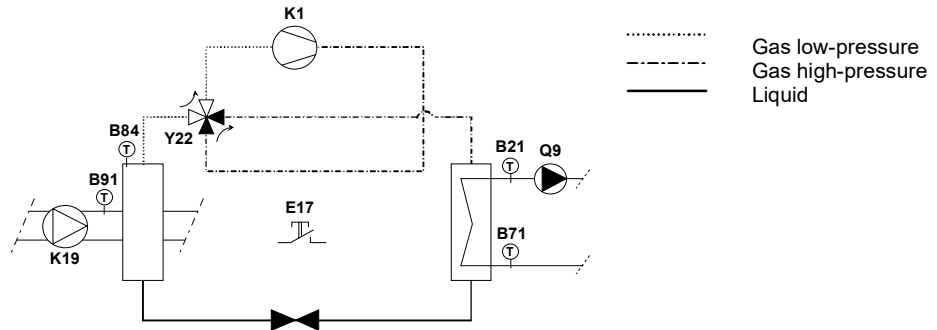 K1
Gas low-pressure
Gas high-pressure
Liquid
B84
Y22
B21
Q9
T
B91
T
T
E17
B71
K19
T